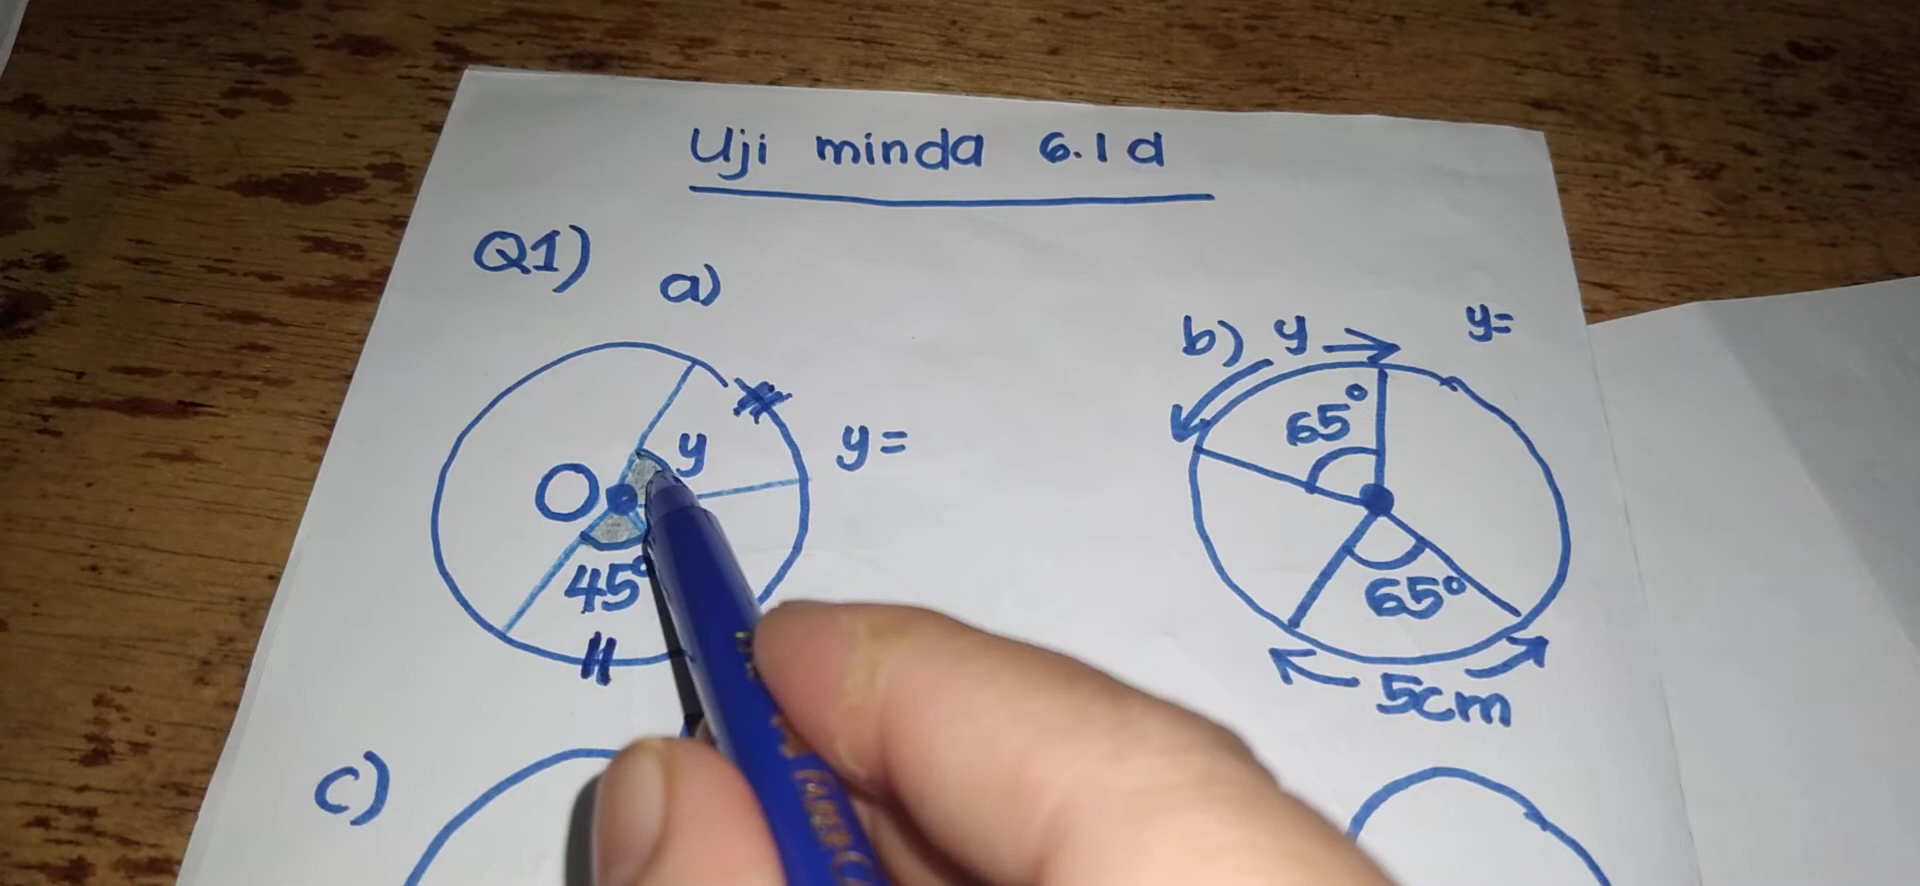 Uji minda 6.1d
Q1)
a)
O
y
y=
45°
b)
y
y=
65°
65°
5cm
c)